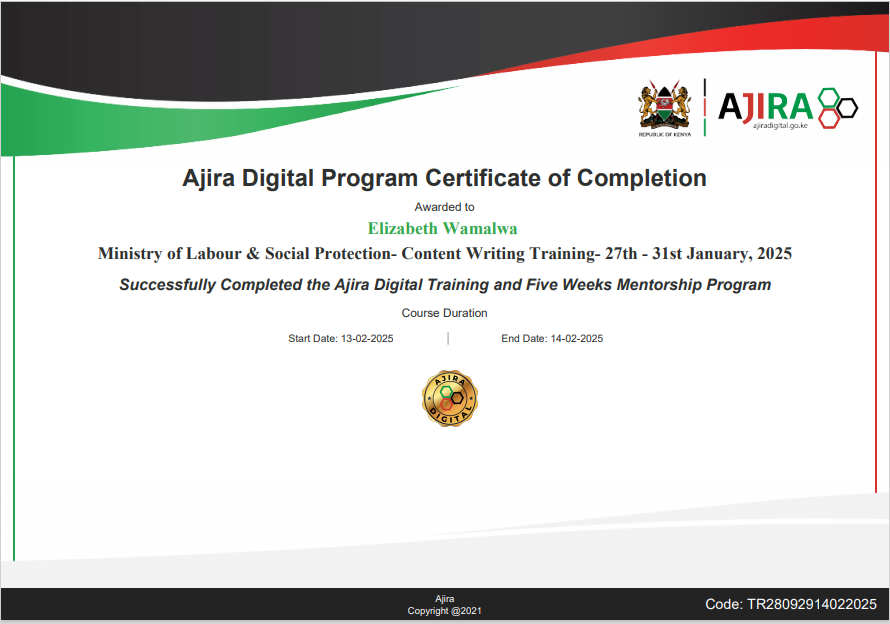 REPUBLIC OF KENYA
AJIRA
ajiradigital.go.ke
Ajira Digital Program Certificate of Completion
Awarded to
Elizabeth Wamalwa
Ministry of Labour & Social Protection- Content Writing Training- 27th - 31st January, 2025
Successfully Completed the Ajira Digital Training and Five Weeks Mentorship Program
Course Duration
Start Date: 13-02-2025 | End Date: 14-02-2025
AJIRA
DIGITAL
Ajira
Copyright @2021
Code: TR28092914022025